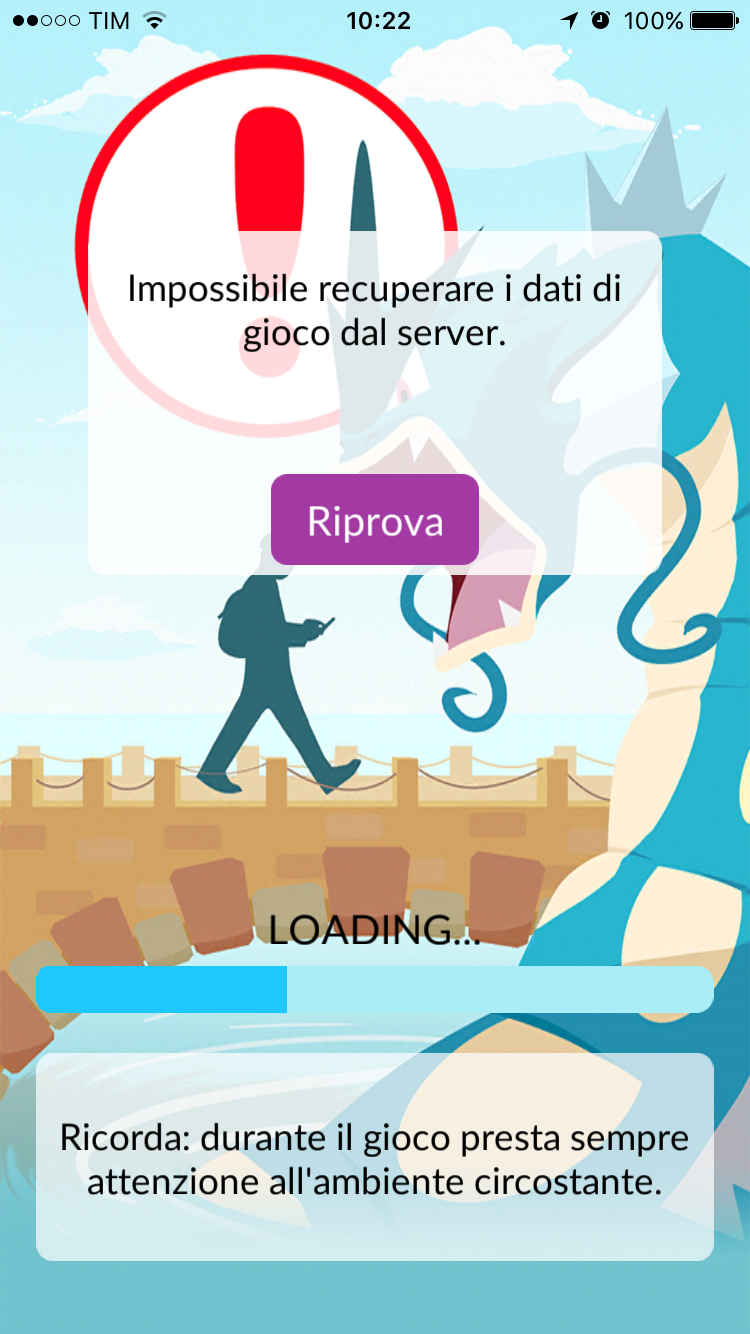 TIM 10:22 100%
Impossibile recuperare i dati di
gioco dal server.
Riprova
LOADING...
Ricorda: durante il gioco presta sempre
attenzione all'ambiente circostante.